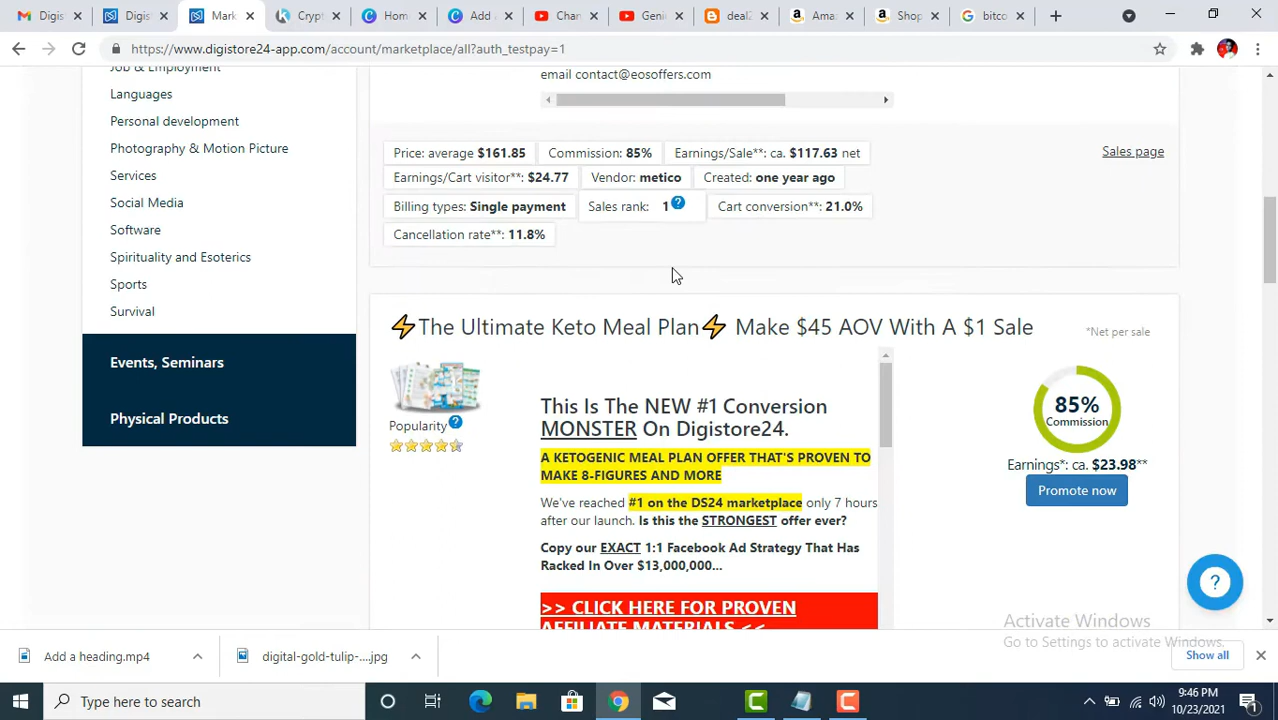 Digis
Digist
Mark
Crypt
Hom
Add a
Chan
Geni
deal2
Ama
Shop
bitco
https://www.digistore24-app.com/account/marketplace/all?auth_testpay=1
Job & Employment
Languages
Personal development
Photography & Motion Picture
Services
Social Media
Software
Spirituality and Esoterics
Sports
Survival
Events, Seminars
Physical Products
email contact@eosoffers.com
Price: average $161.85 Commission: 85% Earnings/Sale**: ca. $117.63 net
Sales page
Earnings/Cart visitor**: $24.77 Vendor: metico Created: one year ago
Billing types: Single payment Sales rank: 1 ? Cart conversion**: 21.0%
Cancellation rate**: 11.8%
⚡The Ultimate Keto Meal Plan⚡ Make $45 AOV With A $1 Sale
*Net per sale
Popularity ?
This Is The NEW #1 Conversion
MONSTER On Digistore24.
A KETOGENIC MEAL PLAN OFFER THAT'S PROVEN TO
MAKE 8-FIGURES AND MORE
We've reached #1 on the DS24 marketplace only 7 hours
after our launch. Is this the STRONGEST offer ever?
Copy our EXACT 1:1 Facebook Ad Strategy That Has
Racked In Over $13,000,000...
>> CLICK HERE FOR PROVEN
AFFILIATE MATERIALS <<
85%
Commission
Earnings*: ca. $23.98**
Promote now
?
Activate Windows
Go to Settings to activate Windows.
Add a heading.mp4
digital-gold-tulip-....jpg
Show all
Type here to search
9:46 PM
10/23/2021
1